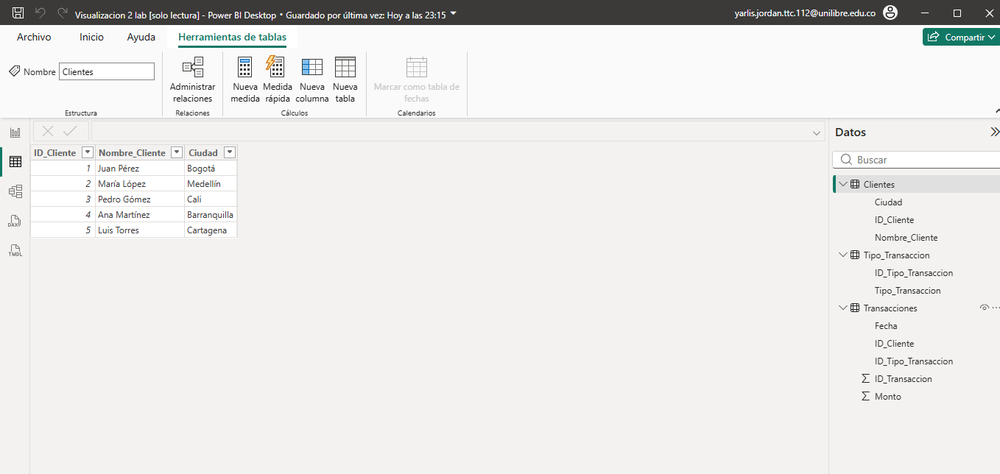 Visualizacion 2 lab [solo lectura] - Power BI Desktop • Guardado por última vez: Hoy a las 23:15
yarlis.jordan.ttc.112@unilibre.edu.co
Archivo Inicio Ayuda Herramientas de tablas
Compartir
Nombre Clientes
Administrar relaciones
Nueva medida
Medida rápida
Nueva columna
Nueva tabla
Marcar como tabla de fechas
Estructura Relaciones Cálculos Calendarios
ID_Cliente Nombre_Cliente Ciudad
1 Juan Pérez Bogotá
2 María López Medellín
3 Pedro Gómez Cali
4 Ana Martínez Barranquilla
5 Luis Torres Cartagena
DAX
TMDL
Datos
Buscar
Clientes
Ciudad
ID_Cliente
Nombre_Cliente
Tipo_Transaccion
ID_Tipo_Transaccion
Tipo_Transaccion
Transacciones
Fecha
ID_Cliente
ID_Tipo_Transaccion
∑ ID_Transaccion
∑ Monto